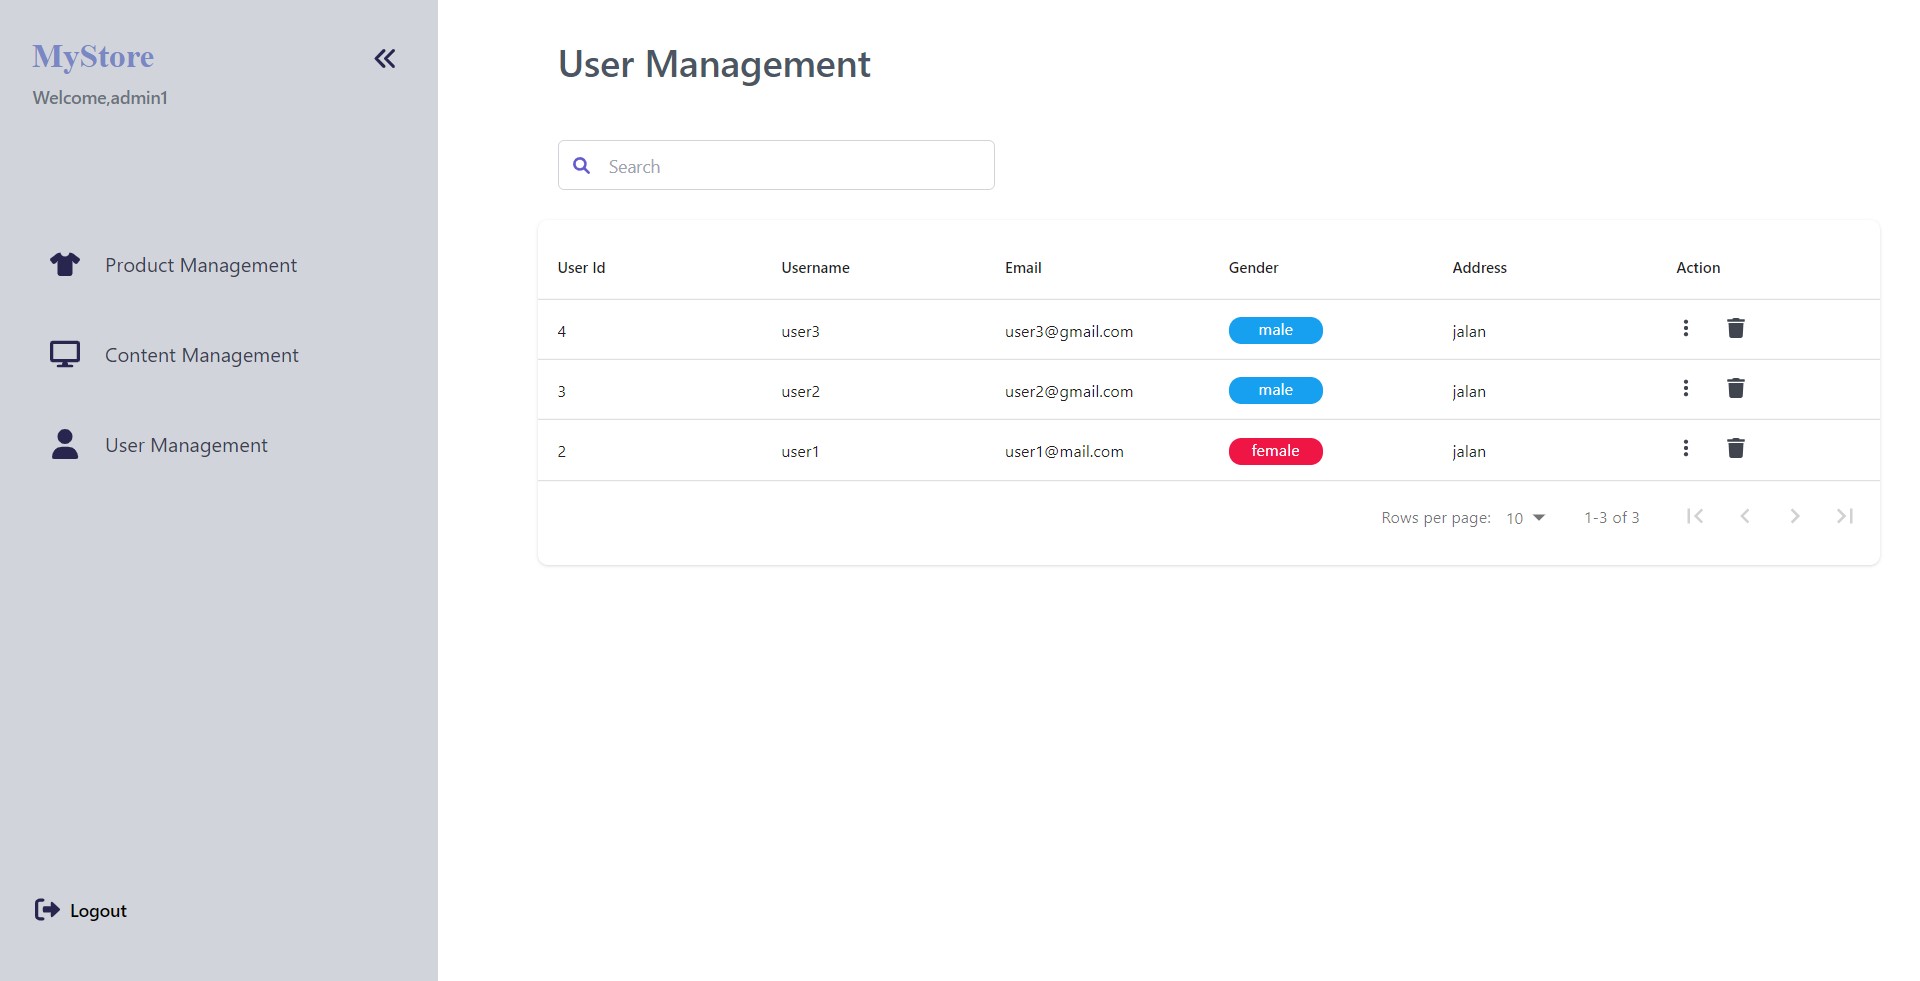 MyStore
Welcome,admin1
Product Management
Content Management
User Management
Logout
User Management
Search
User Id Username Email Gender Address Action
4 user3 user3@gmail.com male jalan
3 user2 user2@gmail.com male jalan
2 user1 user1@mail.com female jalan
Rows per page: 10 1-3 of 3